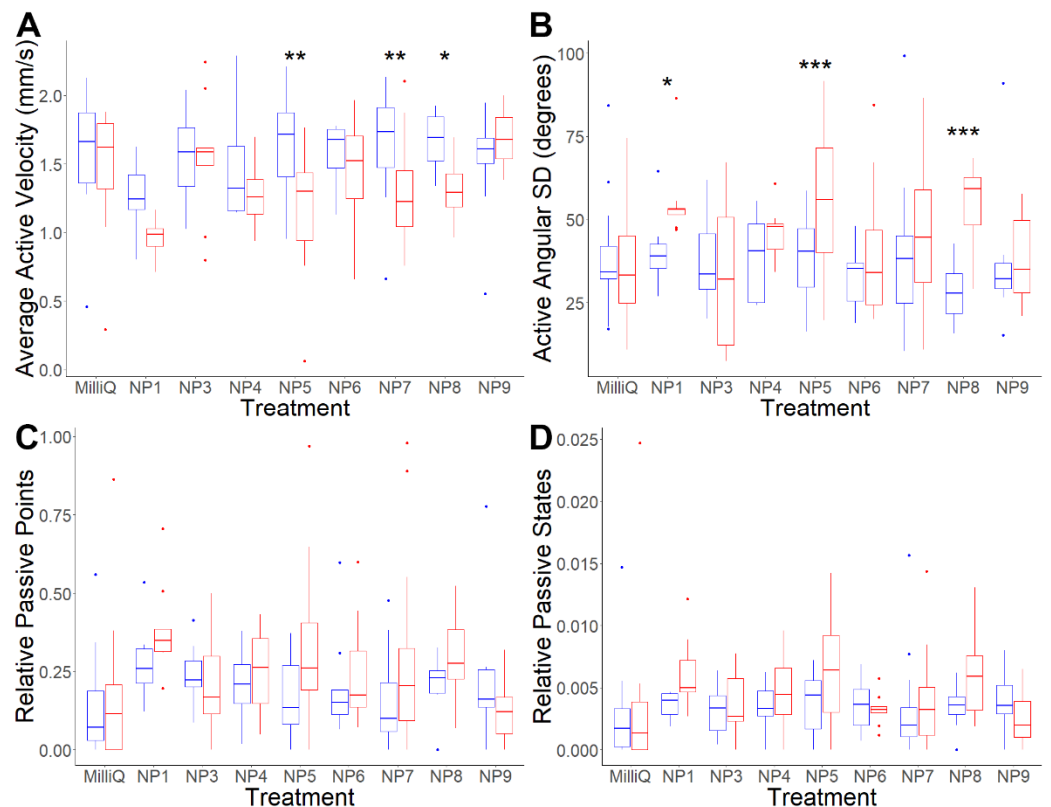 A
Average Active Velocity (mm/s)
2.0
1.5
1.0
0.5
0.0
** ** *
MilliQ NP1 NP3 NP4 NP5 NP6 NP7 NP8 NP9
Treatment
B
Active Angular SD (degrees)
100
75
50
25
* *** ***
MilliQ NP1 NP3 NP4 NP5 NP6 NP7 NP8 NP9
Treatment
C
Relative Passive Points
1.00
0.75
0.50
0.25
0.00
MilliQ NP1 NP3 NP4 NP5 NP6 NP7 NP8 NP9
Treatment
D
Relative Passive States
0.025
0.020
0.015
0.010
0.005
0.000
MilliQ NP1 NP3 NP4 NP5 NP6 NP7 NP8 NP9
Treatment